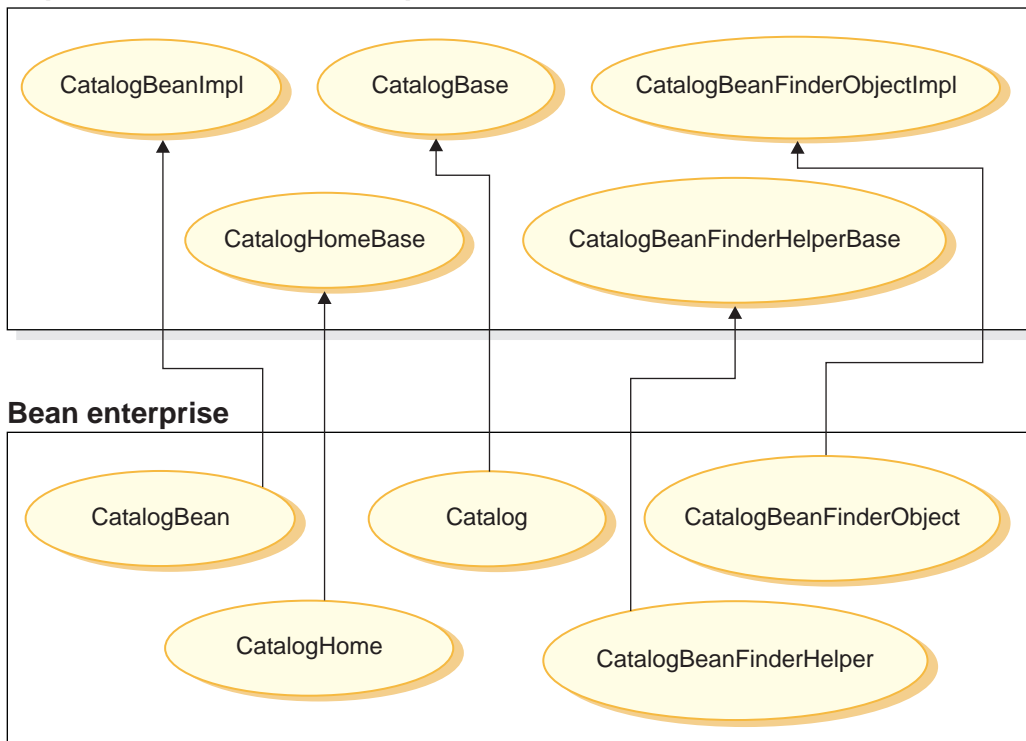 CatalogBeanImpl
CatalogBase
CatalogBeanFinderObjectImpl
CatalogHomeBase
CatalogBeanFinderHelperBase
Bean enterprise
CatalogBean
Catalog
CatalogBeanFinderObject
CatalogHome
CatalogBeanFinderHelper